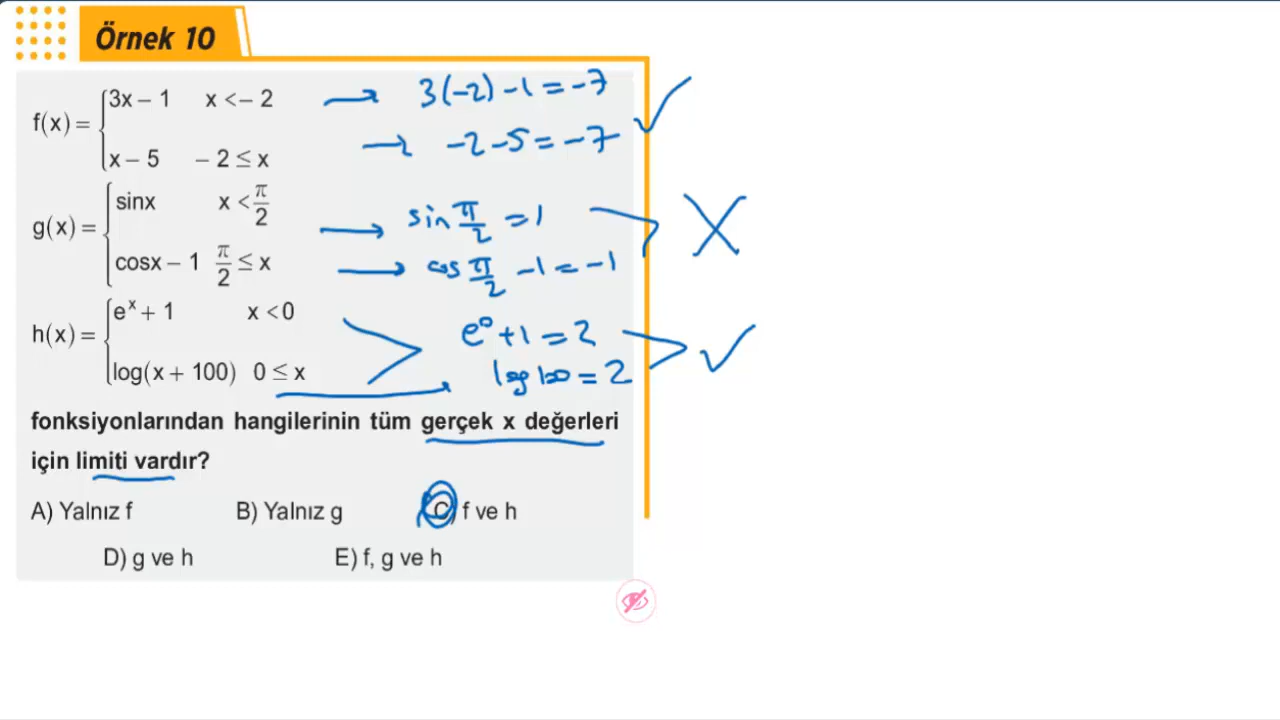 Örnek 10
f(x) = {3x – 1 x < – 2 → 3(-2) -1 = -7
x – 5 – 2 ≤ x → -2 -5 = -7 ✓
g(x) = {sinx x < π/2 → sin π/2 = 1
cosx – 1 π/2 ≤ x → cos π/2 -1 = -1 X
h(x) = {eˣ + 1 x < 0 e⁰ + 1 = 2
log(x + 100) 0 ≤ x → log 100 = 2 ✓
fonksiyonlarından hangilerinin tüm gerçek x değerleri
için limiti vardır?
A) Yalnız f B) Yalnız g C) f ve h
D) g ve h E) f, g ve h